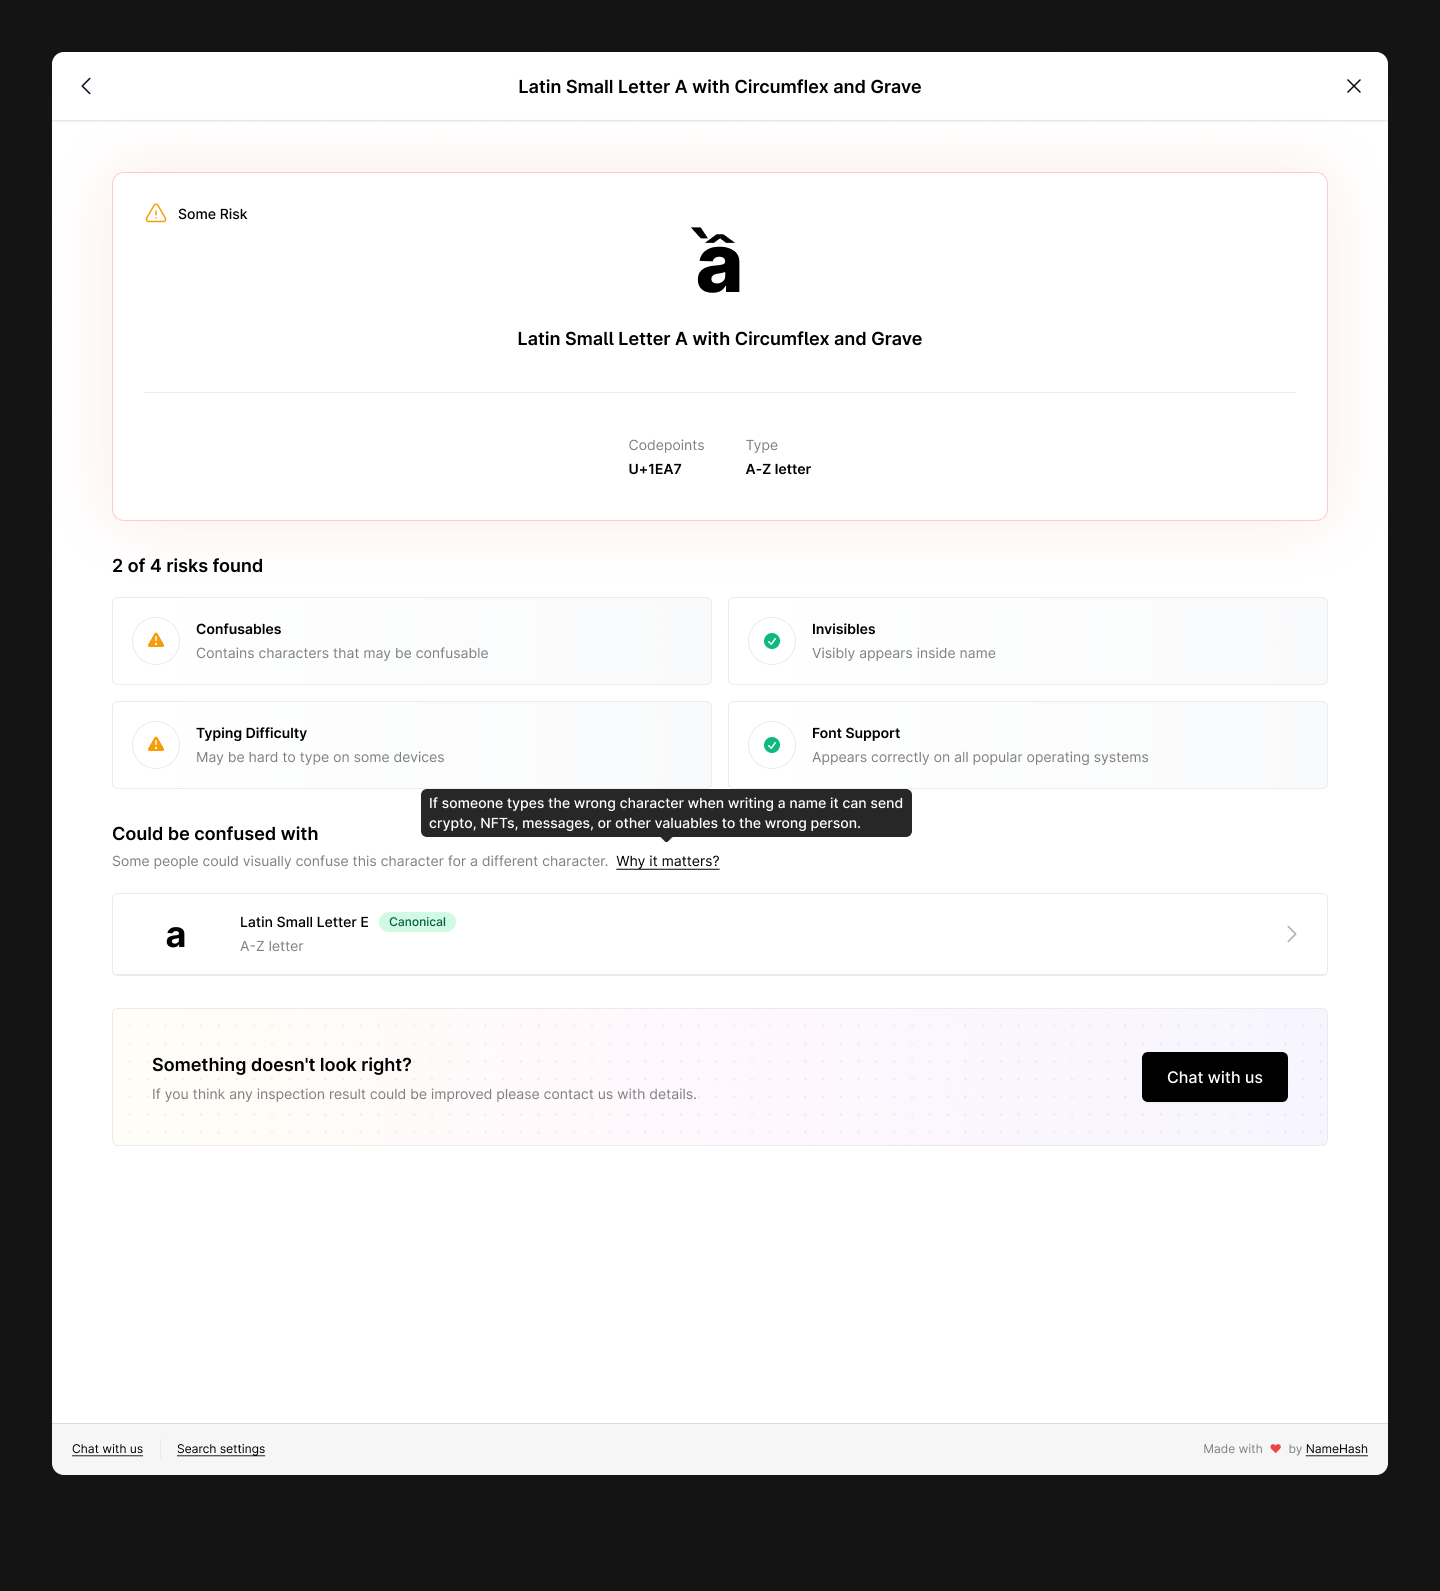 Latin Small Letter A with Circumflex and Grave
Some Risk
ầ
Latin Small Letter A with Circumflex and Grave
Codepoints Type
U+1EA7 A-Z letter
2 of 4 risks found
Confusables
Contains characters that may be confusable
Invisibles
Visibly appears inside name
Typing Difficulty
May be hard to type on some devices
Font Support
Appears correctly on all popular operating systems
If someone types the wrong character when writing a name it can send
crypto, NFTs, messages, or other valuables to the wrong person.
Could be confused with
Some people could visually confuse this character for a different character. Why it matters?
a
Latin Small Letter E Canonical
A-Z letter
Something doesn't look right?
If you think any inspection result could be improved please contact us with details.
Chat with us
Chat with us Search settings Made with ♥ by NameHash